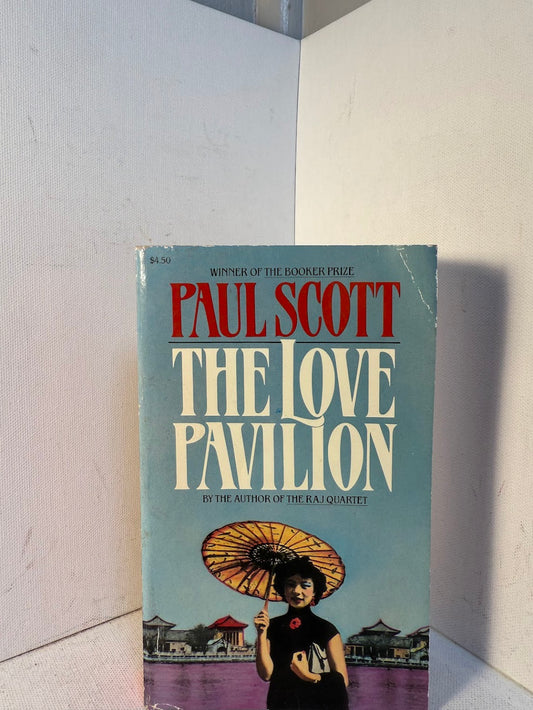 $4.50
WINNER OF THE BOOKER PRIZE
PAUL SCOTT
THE LOVE
PAVILION
BY THE AUTHOR OF THE RAJ QUARTET